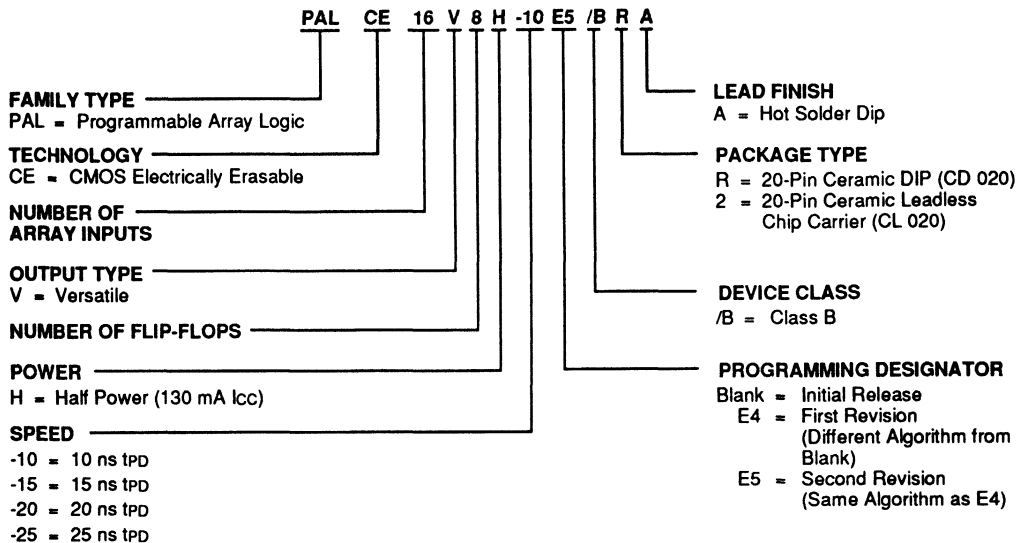 PAL CE 16 V 8 H -10 E5 /B R A
FAMILY TYPE
PAL = Programmable Array Logic
TECHNOLOGY
CE = CMOS Electrically Erasable
NUMBER OF
ARRAY INPUTS
OUTPUT TYPE
V = Versatile
NUMBER OF FLIP-FLOPS
POWER
H = Half Power (130 mA ICC)
SPEED
-10 = 10 ns tPD
-15 = 15 ns tPD
-20 = 20 ns tPD
-25 = 25 ns tPD
LEAD FINISH
A = Hot Solder Dip
PACKAGE TYPE
R = 20-Pin Ceramic DIP (CD 020)
2 = 20-Pin Ceramic Leadless
Chip Carrier (CL 020)
DEVICE CLASS
/B = Class B
PROGRAMMING DESIGNATOR
Blank = Initial Release
E4 = First Revision
(Different Algorithm from
Blank)
E5 = Second Revision
(Same Algorithm as E4)